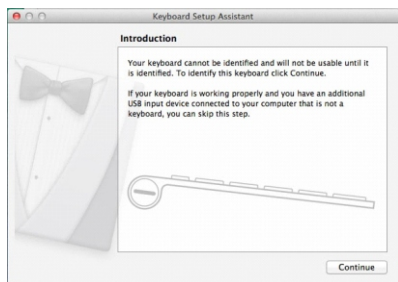 Keyboard Setup Assistant
Introduction
Your keyboard cannot be identified and will not be usable until it
is identified. To identify this keyboard click Continue.
If your keyboard is working properly and you have an additional
USB input device connected to your computer that is not a
keyboard, you can skip this step.
Continue